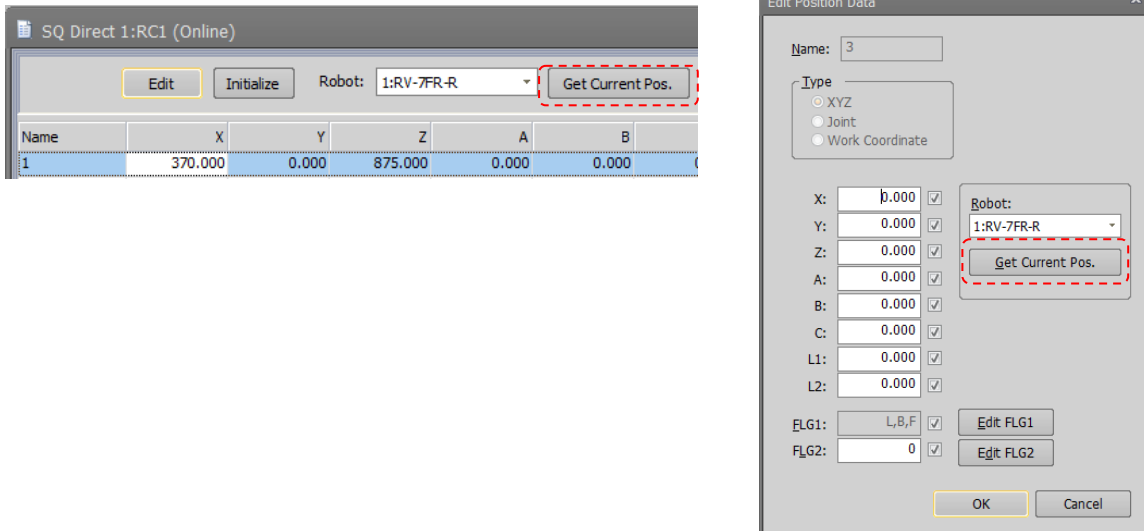 SQ Direct 1:RC1 (Online)
Edit Initialize Robot: 1:RV-7FR-R Get Current Pos.
Name X Y Z A B
1 370.000 0.000 875.000 0.000 0.000
Edit Position Data
Name: 3
Type
XYZ
Joint
Work Coordinate
X: 0.000
Y: 0.000
Z: 0.000
A: 0.000
B: 0.000
C: 0.000
L1: 0.000
L2: 0.000
Robot:
1:RV-7FR-R
Get Current Pos.
FLG1: L,B,F Edit FLG1
FLG2: 0 Edit FLG2
OK Cancel